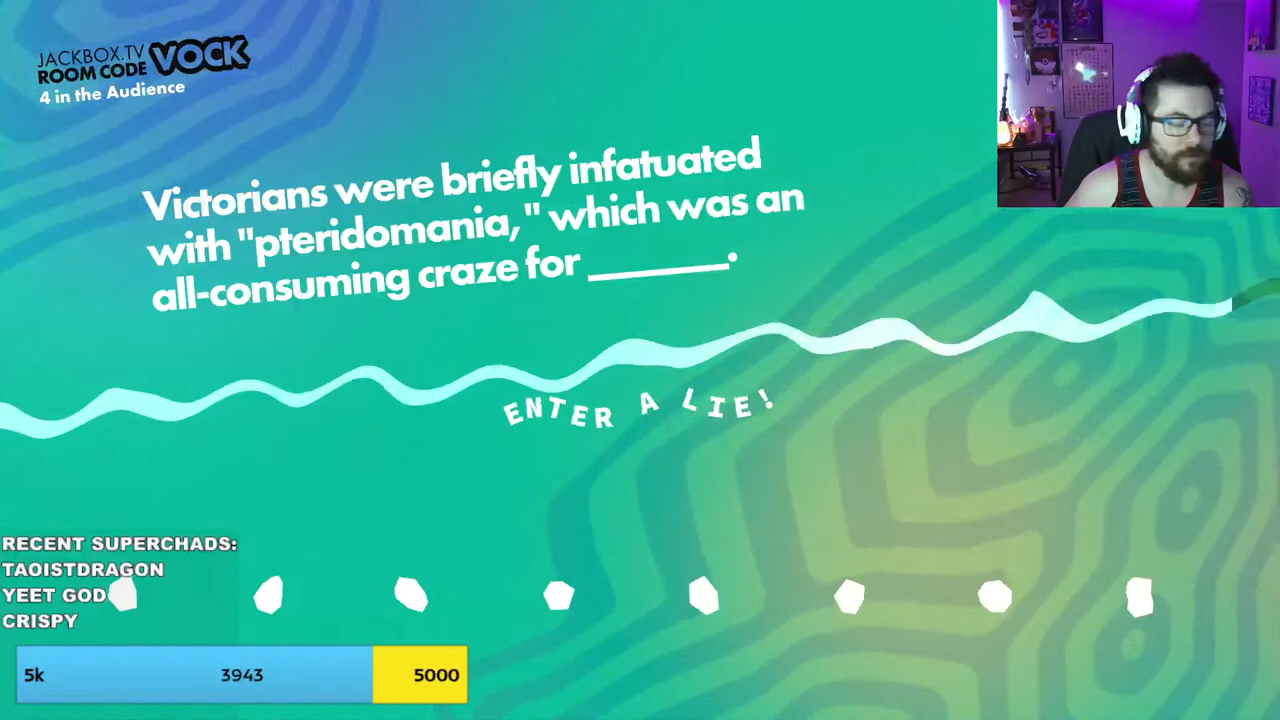 JACKBOX.TV
ROOM CODE VOCK
4 in the Audience
Victorians were briefly infatuated
with "pteridomania," which was an
all-consuming craze for ________.
ENTER A LIE!
RECENT SUPERCHADS:
TAOISTDRAGON
YEET GOD
CRISPY
5k 3943 5000